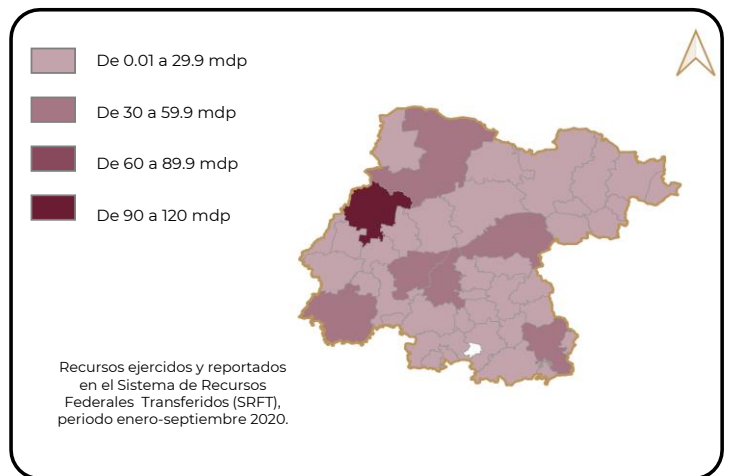 De 0.01 a 29.9 mdp
De 30 a 59.9 mdp
De 60 a 89.9 mdp
De 90 a 120 mdp
Recursos ejercidos y reportados
en el Sistema de Recursos
Federales Transferidos (SRFT),
periodo enero-septiembre 2020.